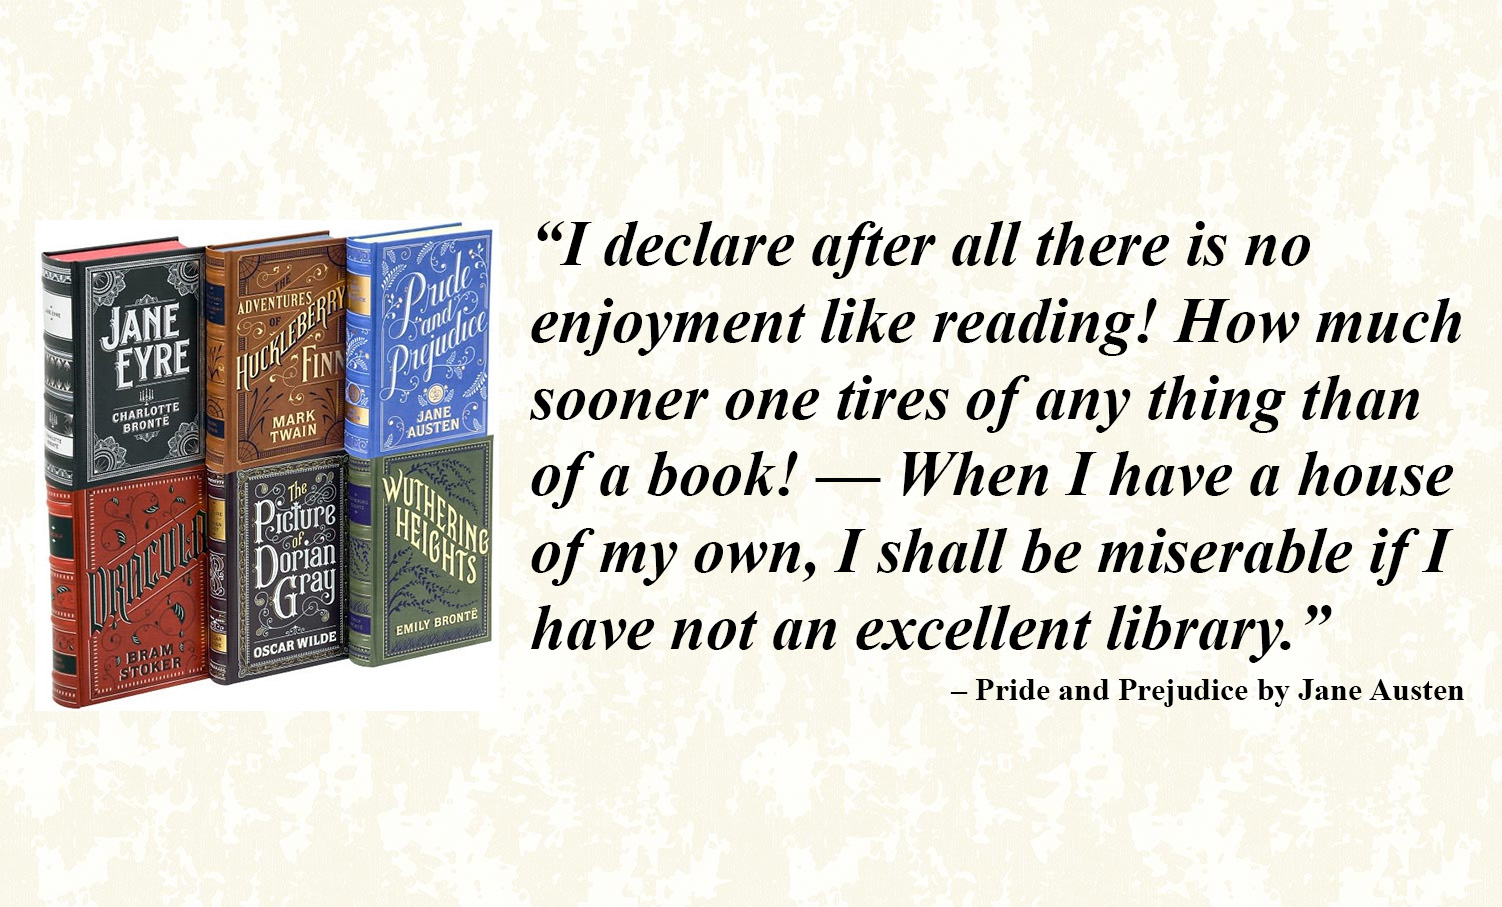 JANE
EYRE
CHARLOTTE
BRONTË
THE
ADVENTURES
OF
HUCKLEBERRY
FINN
MARK
TWAIN
Pride
and
Prejudice
JANE
AUSTEN
DRACULA
BRAM
STOKER
The
Picture
of
Dorian
Gray
OSCAR WILDE
WUTHERING
HEIGHTS
EMILY BRONTË
“I declare after all there is no
enjoyment like reading! How much
sooner one tires of any thing than
of a book! — When I have a house
of my own, I shall be miserable if I
have not an excellent library.”
– Pride and Prejudice by Jane Austen